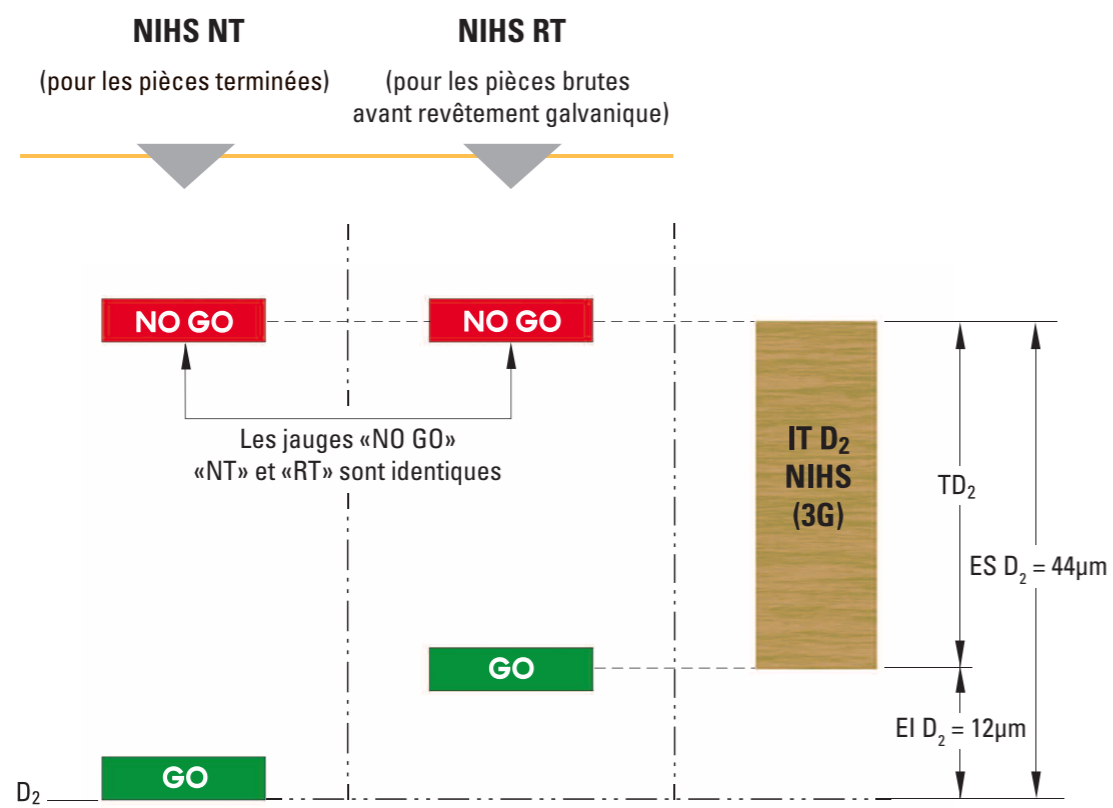 NIHS NT
(pour les pièces terminées)
NIHS RT
(pour les pièces brutes
avant revêtement galvanique)
NO GO
NO GO
Les jauges «NO GO»
«NT» et «RT» sont identiques
IT D₂
NIHS
(3G)
TD₂
ES D₂ = 44µm
GO
EI D₂ = 12µm
GO
D₂